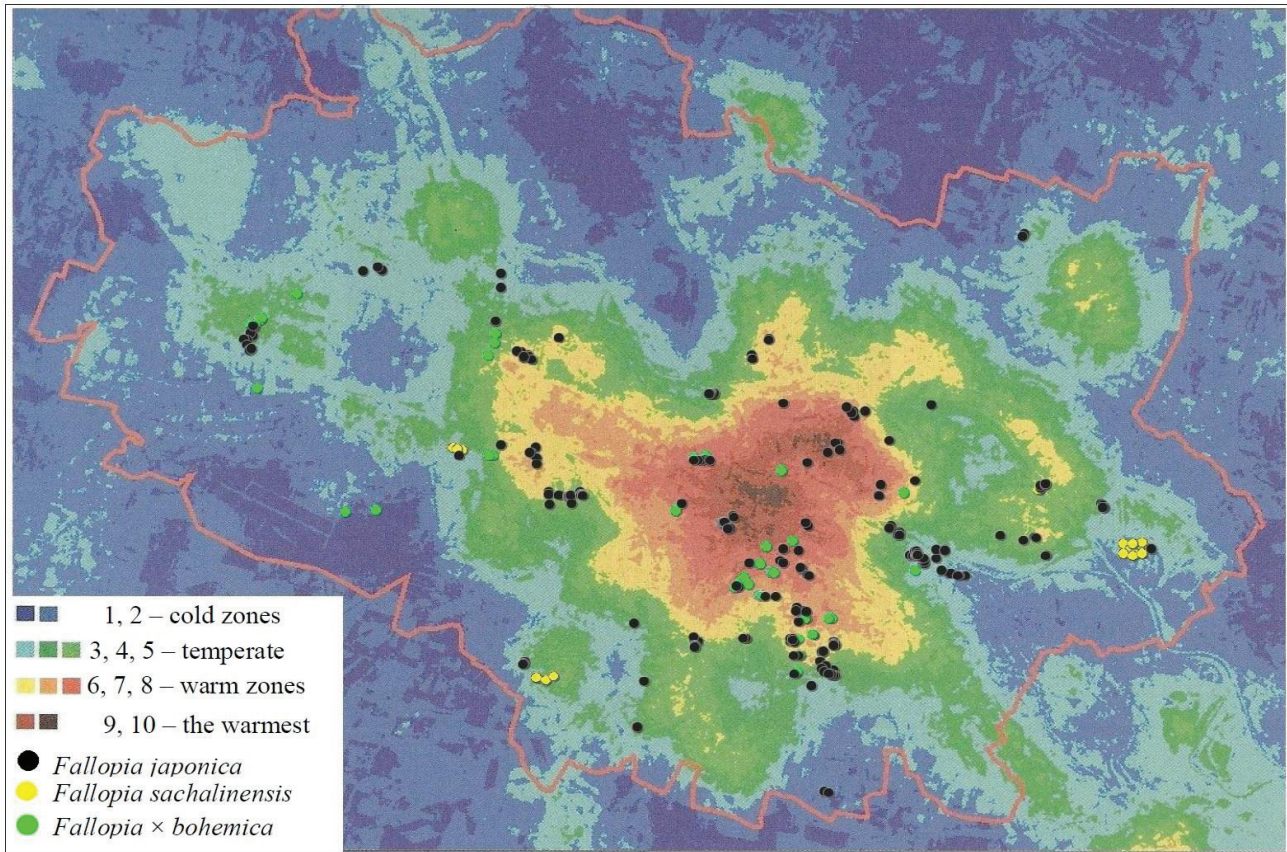 1, 2 – cold zones
3, 4, 5 – temperate
6, 7, 8 – warm zones
9, 10 – the warmest
Fallopia japonica
Fallopia sachalinensis
Fallopia × bohemica